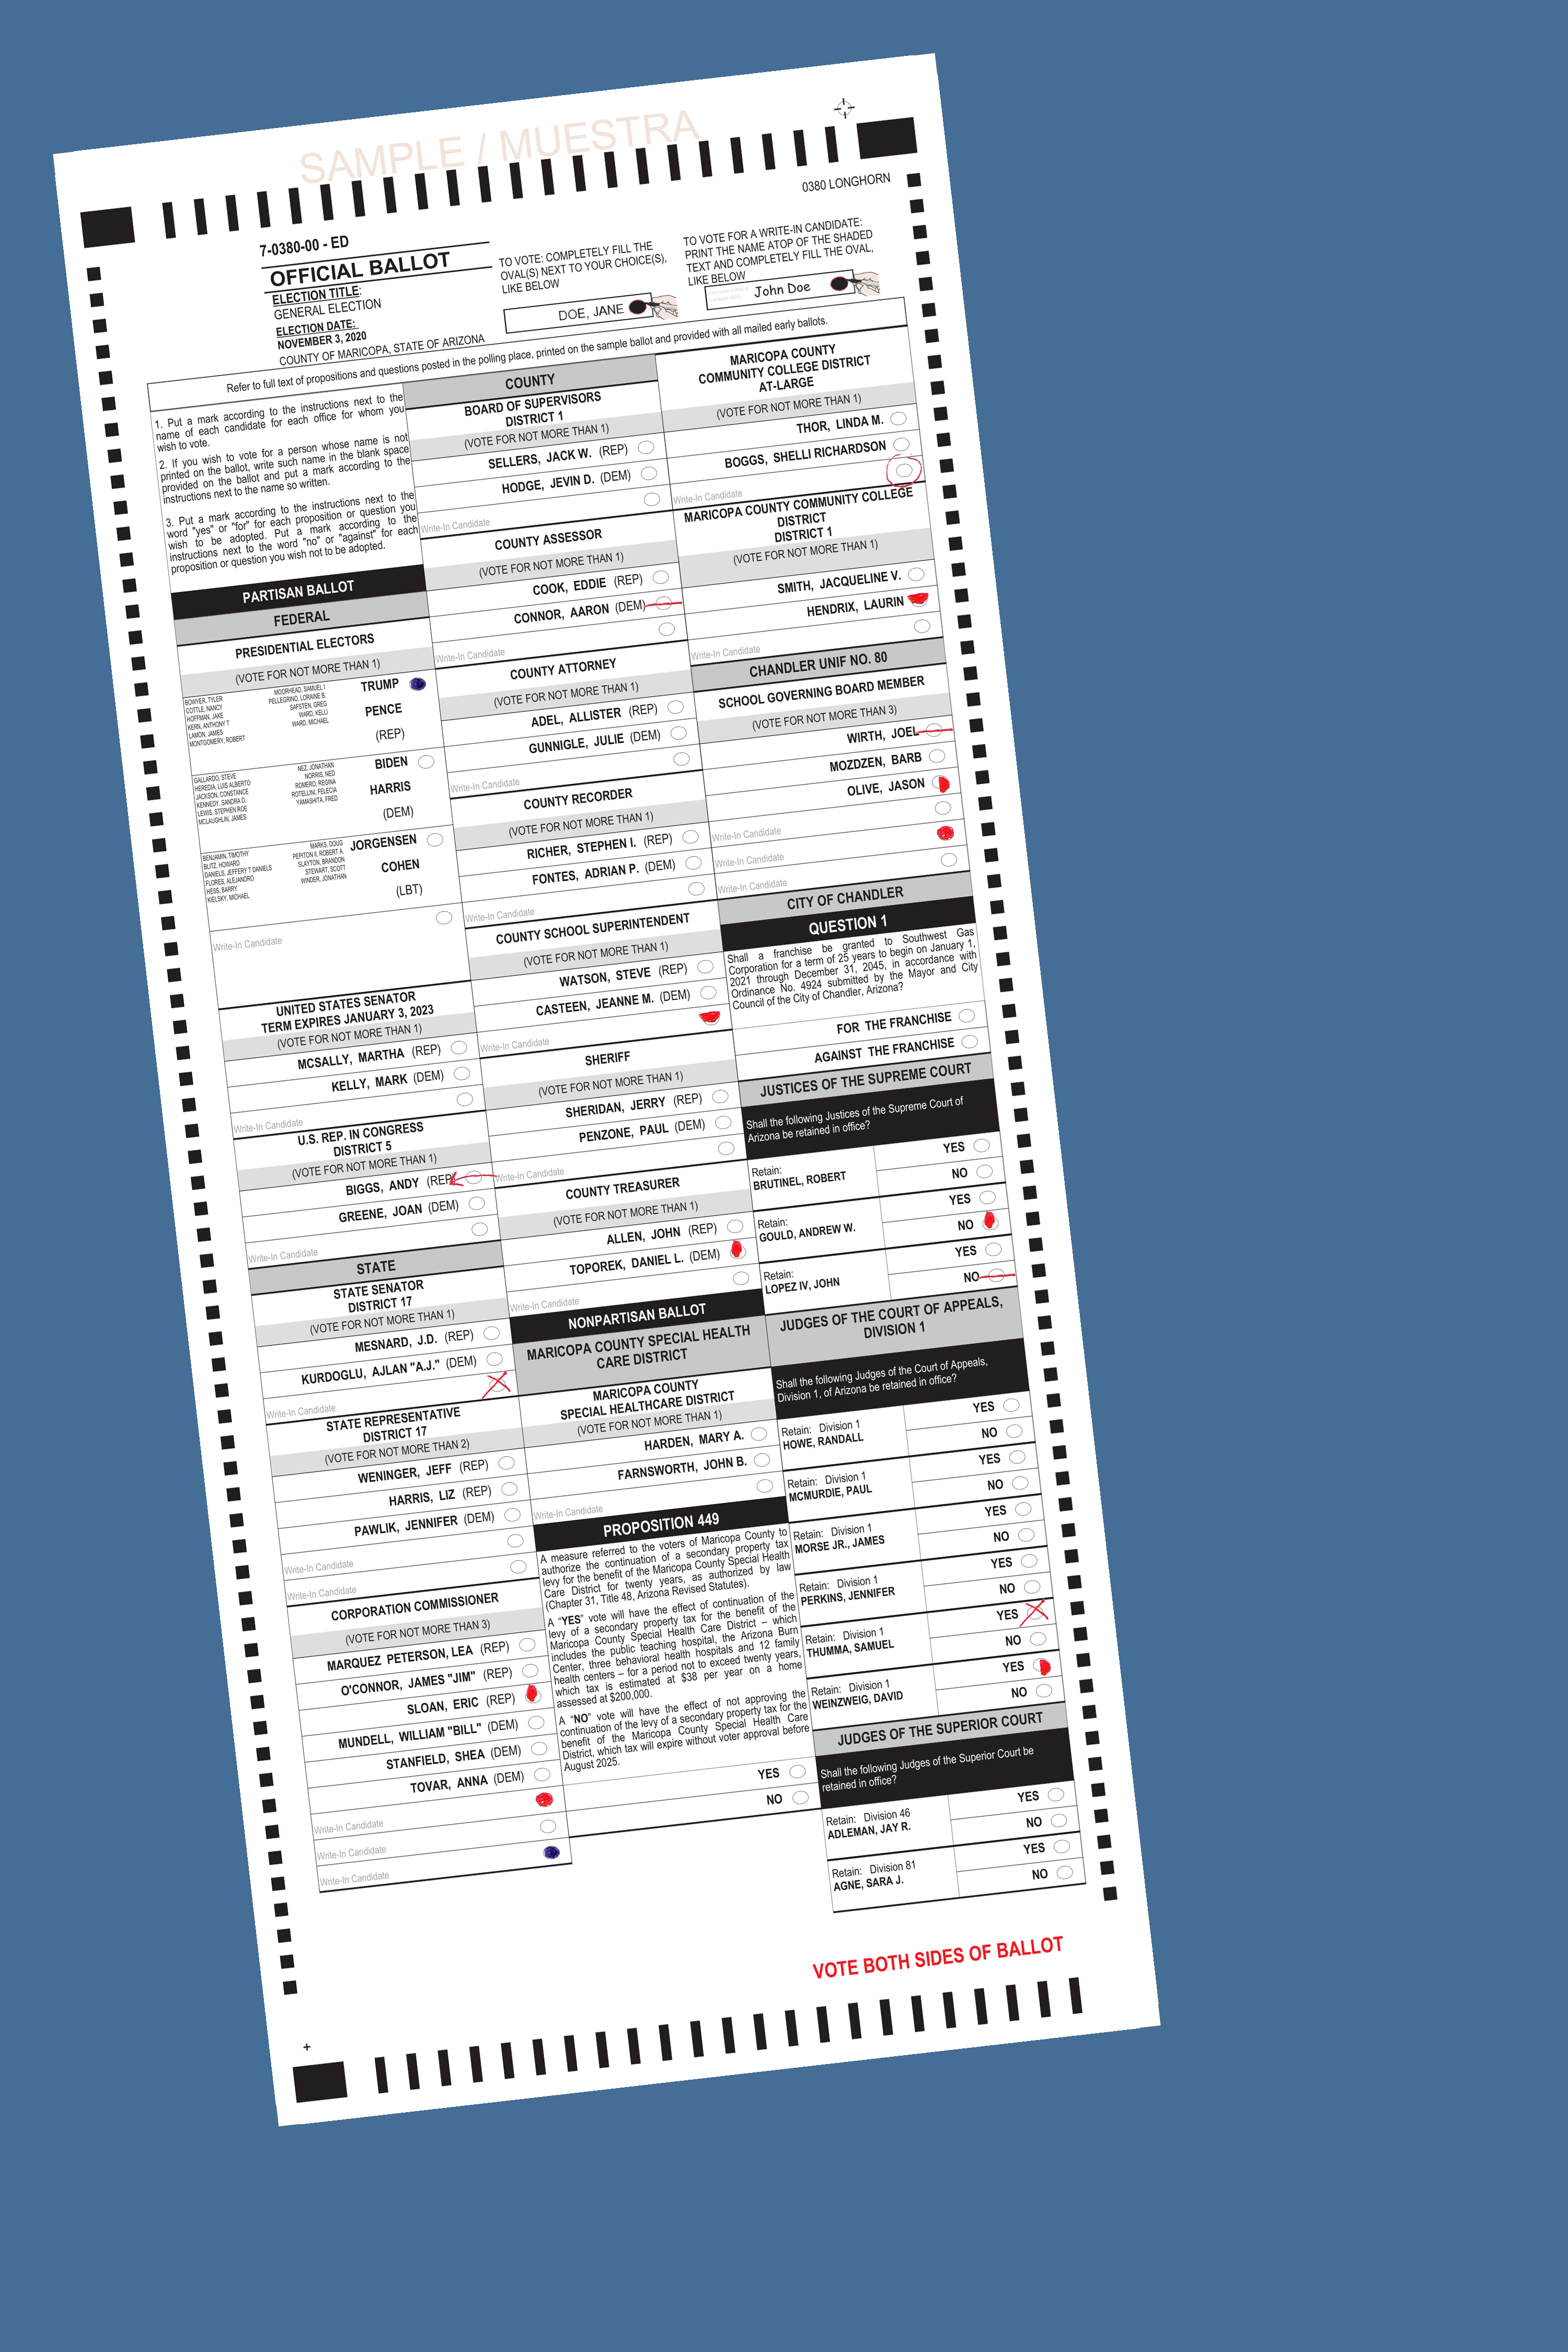 SAMPLE / MUESTRA
0380 LONGHORN
7-0380-00 - ED
OFFICIAL BALLOT
ELECTION TITLE:
GENERAL ELECTION
ELECTION DATE:
NOVEMBER 3, 2020
COUNTY OF MARICOPA, STATE OF ARIZONA
TO VOTE: COMPLETELY FILL THE
OVAL(S) NEXT TO YOUR CHOICE(S),
LIKE BELOW
DOE, JANE
TO VOTE FOR A WRITE-IN CANDIDATE:
PRINT THE NAME ATOP OF THE SHADED
TEXT AND COMPLETELY FILL THE OVAL,
LIKE BELOW
John Doe
Refer to full text of propositions and questions posted in the polling place, printed on the sample ballot and provided with all mailed early ballots.
1. Put a mark according to the instructions next to the
name of each candidate for each office for whom you
wish to vote.
2. If you wish to vote for a person whose name is not
printed on the ballot, write such name in the blank space
provided on the ballot and put a mark according to the
instructions next to the name so written.
3. Put a mark according to the instructions next to the
word "yes" or "for" for each proposition or question you
wish to be adopted. Put a mark according to the
instructions next to the word "no" or "against" for each
proposition or question you wish not to be adopted.
PARTISAN BALLOT
FEDERAL
PRESIDENTIAL ELECTORS
(VOTE FOR NOT MORE THAN 1)
BOWYER, TYLER
COTTLE, NANCY
HOFFMAN, JAKE
KERN, ANTHONY T
LAMON, JAMES
MONTGOMERY, ROBERT
MOORHEAD, SAMUEL I
PELLEGRINO, LORAINE B.
SAFSTEN, GREG
WARD, KELLI
WARD, MICHAEL
TRUMP
PENCE
(REP)
GALLARDO, STEVE
HEREDIA, LUIS ALBERTO
JACKSON, CONSTANCE
KENNEDY, SANDRA D.
LEWIS, STEPHEN ROE
MCLAUGHLIN, JAMES
NEZ, JONATHAN
NORRIS, NED
ROMERO, REGINA
ROTELLINI, FELECIA
YAMASHITA, FRED
BIDEN
HARRIS
(DEM)
BENJAMIN, TIMOTHY
BLITZ, HOWARD
DANIELS, JEFFERY T DANIELS
FLORES, ALEJANDRO
HESS, BARRY
KIELSKY, MICHAEL
MARKS, DOUG
PEPITON II, ROBERT A.
SLAYTON, BRANDON
STEWART, SCOTT
WINDER, JONATHAN
JORGENSEN
COHEN
(LBT)
Write-In Candidate
UNITED STATES SENATOR
TERM EXPIRES JANUARY 3, 2023
(VOTE FOR NOT MORE THAN 1)
MCSALLY, MARTHA (REP)
KELLY, MARK (DEM)
Write-In Candidate
U.S. REP. IN CONGRESS
DISTRICT 5
(VOTE FOR NOT MORE THAN 1)
BIGGS, ANDY (REP)
GREENE, JOAN (DEM)
Write-In Candidate
STATE
STATE SENATOR
DISTRICT 17
(VOTE FOR NOT MORE THAN 1)
MESNARD, J.D. (REP)
KURDOGLU, AJLAN "A.J." (DEM)
Write-In Candidate
STATE REPRESENTATIVE
DISTRICT 17
(VOTE FOR NOT MORE THAN 2)
WENINGER, JEFF (REP)
HARRIS, LIZ (REP)
PAWLIK, JENNIFER (DEM)
Write-In Candidate
Write-In Candidate
CORPORATION COMMISSIONER
(VOTE FOR NOT MORE THAN 3)
MARQUEZ PETERSON, LEA (REP)
O'CONNOR, JAMES "JIM" (REP)
SLOAN, ERIC (REP)
MUNDELL, WILLIAM "BILL" (DEM)
STANFIELD, SHEA (DEM)
TOVAR, ANNA (DEM)
Write-In Candidate
Write-In Candidate
Write-In Candidate
COUNTY
BOARD OF SUPERVISORS
DISTRICT 1
(VOTE FOR NOT MORE THAN 1)
SELLERS, JACK W. (REP)
HODGE, JEVIN D. (DEM)
Write-In Candidate
COUNTY ASSESSOR
(VOTE FOR NOT MORE THAN 1)
COOK, EDDIE (REP)
CONNOR, AARON (DEM)
Write-In Candidate
COUNTY ATTORNEY
(VOTE FOR NOT MORE THAN 1)
ADEL, ALLISTER (REP)
GUNNIGLE, JULIE (DEM)
Write-In Candidate
COUNTY RECORDER
(VOTE FOR NOT MORE THAN 1)
RICHER, STEPHEN I. (REP)
FONTES, ADRIAN P. (DEM)
Write-In Candidate
COUNTY SCHOOL SUPERINTENDENT
(VOTE FOR NOT MORE THAN 1)
WATSON, STEVE (REP)
CASTEEN, JEANNE M. (DEM)
Write-In Candidate
SHERIFF
(VOTE FOR NOT MORE THAN 1)
SHERIDAN, JERRY (REP)
PENZONE, PAUL (DEM)
Write-In Candidate
COUNTY TREASURER
(VOTE FOR NOT MORE THAN 1)
ALLEN, JOHN (REP)
TOPOREK, DANIEL L. (DEM)
Write-In Candidate
NONPARTISAN BALLOT
MARICOPA COUNTY SPECIAL HEALTH
CARE DISTRICT
MARICOPA COUNTY
SPECIAL HEALTHCARE DISTRICT
(VOTE FOR NOT MORE THAN 1)
HARDEN, MARY A.
FARNSWORTH, JOHN B.
Write-In Candidate
PROPOSITION 449
A measure referred to the voters of Maricopa County to
authorize the continuation of a secondary property tax
levy for the benefit of the Maricopa County Special Health
Care District for twenty years, as authorized by law
(Chapter 31, Title 48, Arizona Revised Statutes).
A “YES” vote will have the effect of continuation of the
levy of a secondary property tax for the benefit of the
Maricopa County Special Health Care District – which
includes the public teaching hospital, the Arizona Burn
Center, three behavioral health hospitals and 12 family
health centers – for a period not to exceed twenty years,
which tax is estimated at $38 per year on a home
assessed at $200,000.
A “NO” vote will have the effect of not approving the
continuation of the levy of a secondary property tax for the
benefit of the Maricopa County Special Health Care
District, which tax will expire without voter approval before
August 2025.
YES
NO
MARICOPA COUNTY
COMMUNITY COLLEGE DISTRICT
AT-LARGE
(VOTE FOR NOT MORE THAN 1)
THOR, LINDA M.
BOGGS, SHELLI RICHARDSON
Write-In Candidate
MARICOPA COUNTY COMMUNITY COLLEGE
DISTRICT
DISTRICT 1
(VOTE FOR NOT MORE THAN 1)
SMITH, JACQUELINE V.
HENDRIX, LAURIN
Write-In Candidate
CHANDLER UNIF NO. 80
SCHOOL GOVERNING BOARD MEMBER
(VOTE FOR NOT MORE THAN 3)
WIRTH, JOEL
MOZDZEN, BARB
OLIVE, JASON
Write-In Candidate
Write-In Candidate
Write-In Candidate
CITY OF CHANDLER
QUESTION 1
Shall a franchise be granted to Southwest Gas
Corporation for a term of 25 years to begin on January 1,
2021 through December 31, 2045, in accordance with
Ordinance No. 4924 submitted by the Mayor and City
Council of the City of Chandler, Arizona?
FOR THE FRANCHISE
AGAINST THE FRANCHISE
JUSTICES OF THE SUPREME COURT
Shall the following Justices of the Supreme Court of
Arizona be retained in office?
Retain:
BRUTINEL, ROBERT
YES
NO
Retain:
GOULD, ANDREW W.
YES
NO
Retain:
LOPEZ IV, JOHN
YES
NO
JUDGES OF THE COURT OF APPEALS,
DIVISION 1
Shall the following Judges of the Court of Appeals,
Division 1, of Arizona be retained in office?
Retain: Division 1
HOWE, RANDALL
YES
NO
Retain: Division 1
MCMURDIE, PAUL
YES
NO
Retain: Division 1
MORSE JR., JAMES
YES
NO
Retain: Division 1
PERKINS, JENNIFER
YES
NO
Retain: Division 1
THUMMA, SAMUEL
YES
NO
Retain: Division 1
WEINZWEIG, DAVID
YES
NO
JUDGES OF THE SUPERIOR COURT
Shall the following Judges of the Superior Court be
retained in office?
Retain: Division 46
ADLEMAN, JAY R.
YES
NO
Retain: Division 81
AGNE, SARA J.
YES
NO
VOTE BOTH SIDES OF BALLOT